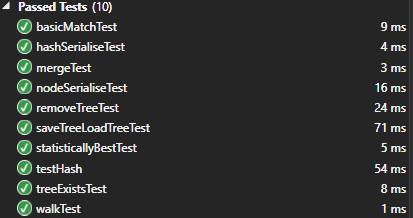 Passed Tests (10)
basicMatchTest 9 ms
hashSerialiseTest 4 ms
mergeTest 3 ms
nodeSerialiseTest 16 ms
removeTreeTest 24 ms
saveTreeLoadTreeTest 71 ms
statisticallyBestTest 5 ms
testHash 54 ms
treeExistsTest 8 ms
walkTest 1 ms